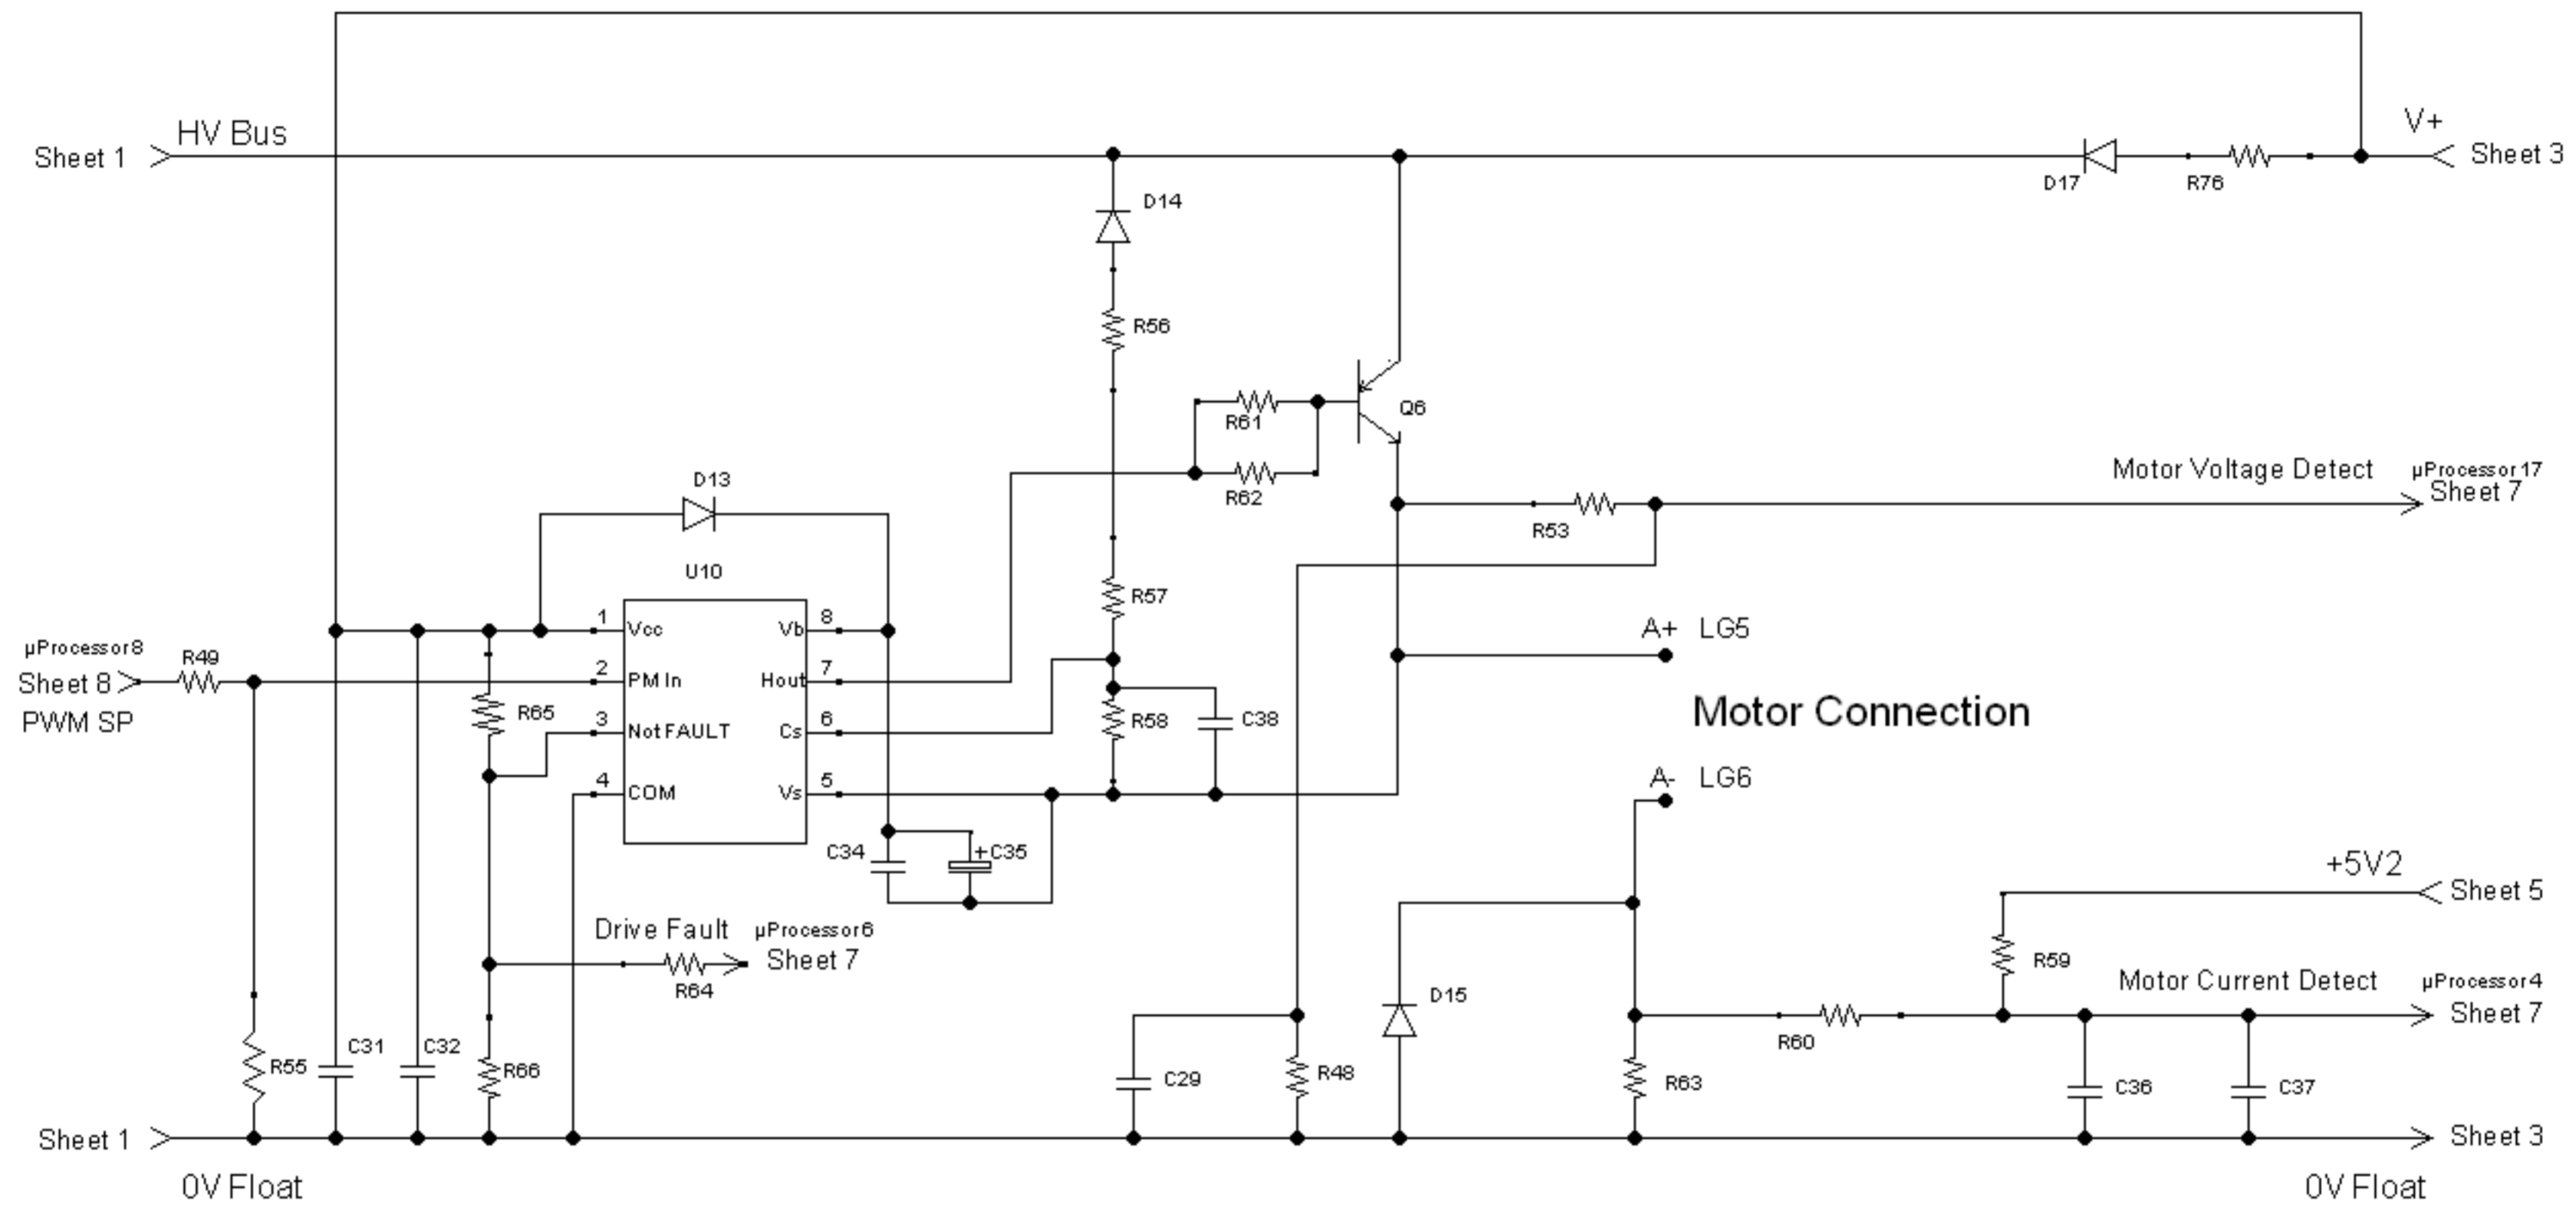 HV Bus
Sheet 1
V+
Sheet 3
D17
R76
D14
R56
R61
Q6
R62
Motor Voltage Detect
µProcessor17
Sheet 7
R53
D13
U10
R57
A+ LG5
1
Vcc
Vb
8
µProcessor8
Sheet 8
PWM SP
R49
2
PM In
Hout
7
R65
3
Not FAULT
Cs
6
R58
C38
Motor Connection
4
COM
Vs
5
A- LG6
C34
+C35
+5V2
Sheet 5
Drive Fault
µProcessor6
Sheet 7
R64
R59
D15
Motor Current Detect
µProcessor4
Sheet 7
R60
C31
C32
R55
R66
C29
R48
R63
C36
C37
Sheet 1
Sheet 3
0V Float
0V Float